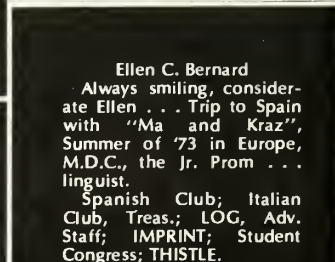 Ellen C. Bernard
Always smiling, consider-
ate Ellen . . . Trip to Spain
with "Ma and Kraz",
Summer of '73 in Europe,
M.D.C., the Jr. Prom . . .
linguist.
Spanish Club; Italian
Club, Treas.; LOG, Adv.
Staff; IMPRINT; Student
Congress; THISTLE.